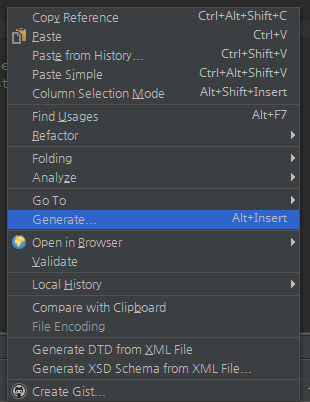 Copy Reference Ctrl+Alt+Shift+C
Paste Ctrl+V
Paste from History... Ctrl+Shift+V
Paste Simple Ctrl+Alt+Shift+V
Column Selection Mode Alt+Shift+Insert
Find Usages Alt+F7
Refactor
Folding
Analyze
Go To
Generate... Alt+Insert
Open in Browser
Validate
Local History
Compare with Clipboard
File Encoding
Generate DTD from XML File
Generate XSD Schema from XML File...
Create Gist...